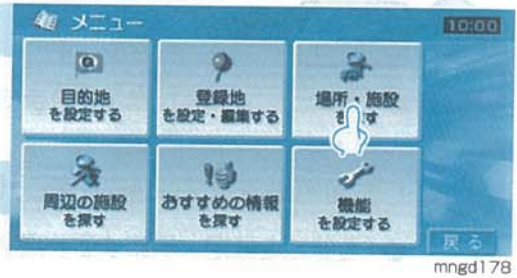 メニュー
10:00
目的地
を設定する
登録地
を設定・編集する
場所・施設
す
周辺の施設
を探す
おすすめの情報
を探す
機能
を設定する
戻る
mngd178